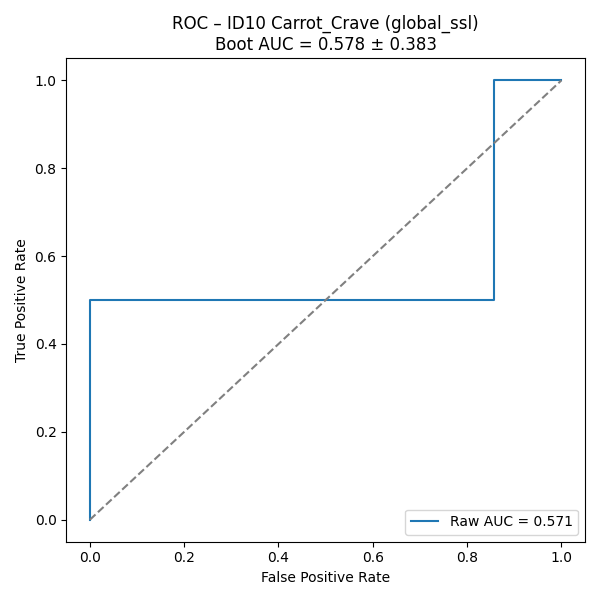 ROC – ID10 Carrot_Crave (global_ssl)
Boot AUC = 0.578 ± 0.383
True Positive Rate
1.0
0.8
0.6
0.4
0.2
0.0
Raw AUC = 0.571
0.0 0.2 0.4 0.6 0.8 1.0
False Positive Rate